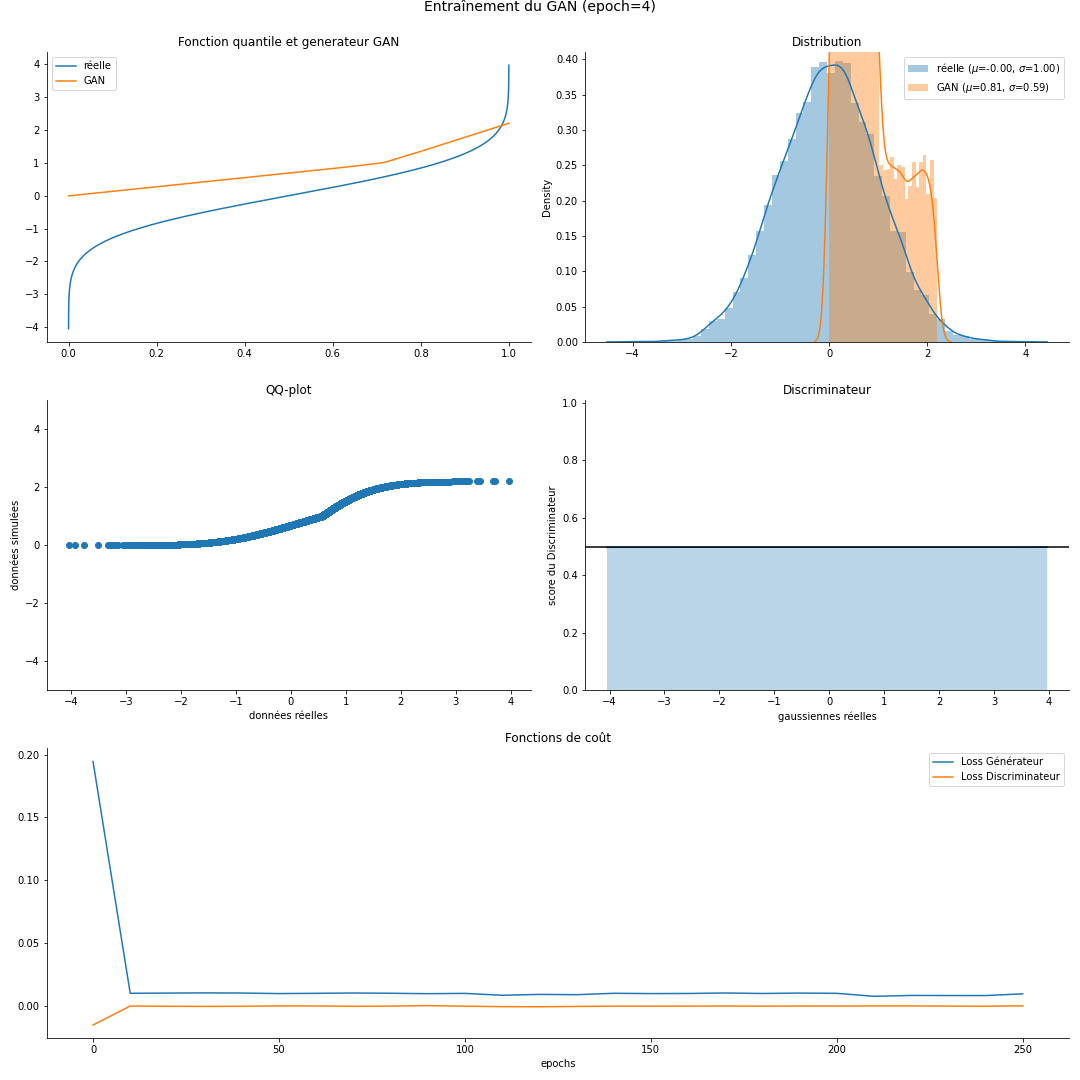 Entraînement du GAN (epoch=4)
Fonction quantile et generateur GAN
réelle
GAN
4
3
2
1
0
−1
−2
−3
−4
0.0 0.2 0.4 0.6 0.8 1.0
Distribution
réelle (μ=-0.00, σ=1.00)
GAN (μ=0.81, σ=0.59)
Density
0.40
0.35
0.30
0.25
0.20
0.15
0.10
0.05
0.00
−4 −2 0 2 4
QQ-plot
données simulées
4
2
0
−2
−4
−4 −3 −2 −1 0 1 2 3 4
données réelles
Discriminateur
score du Discriminateur
1.0
0.8
0.6
0.4
0.2
0.0
−4 −3 −2 −1 0 1 2 3 4
gaussiennes réelles
Fonctions de coût
Loss Générateur
Loss Discriminateur
0.20
0.15
0.10
0.05
0.00
0 50 100 150 200 250
epochs